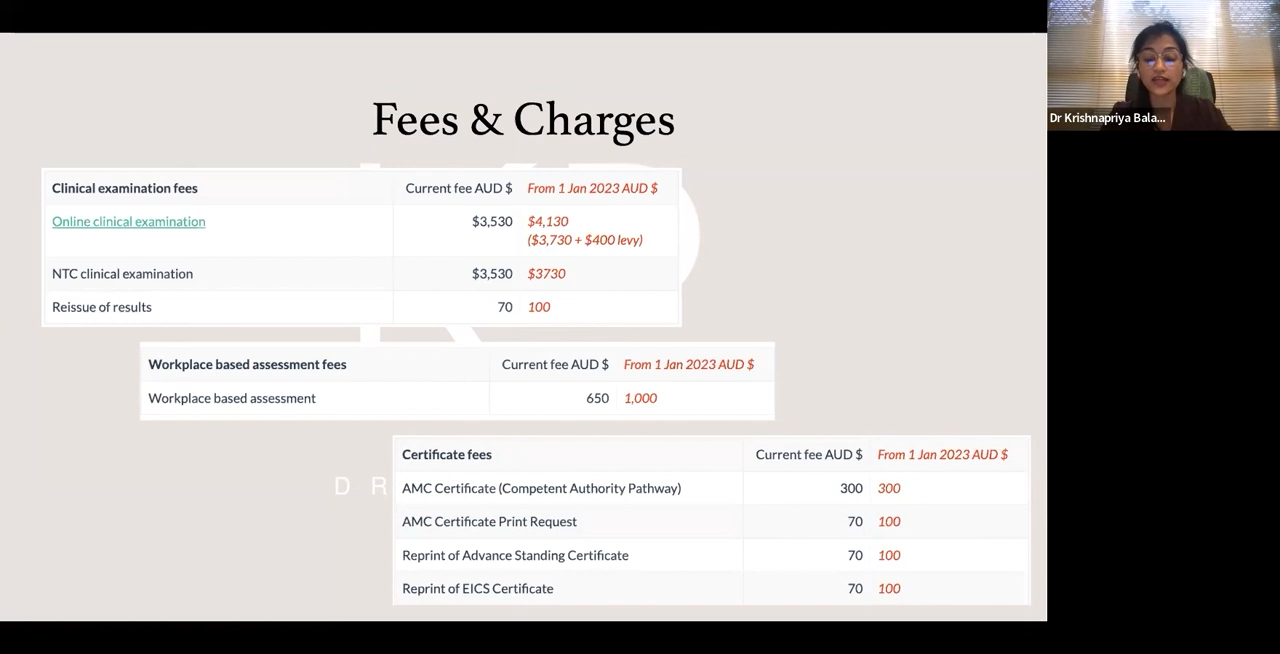 Fees & Charges
Clinical examination fees Current fee AUD $ From 1 Jan 2023 AUD $
Online clinical examination $3,530 $4,130
($3,730 + $400 levy)
NTC clinical examination $3,530 $3730
Reissue of results 70 100
Workplace based assessment fees Current fee AUD $ From 1 Jan 2023 AUD $
Workplace based assessment 650 1,000
Certificate fees Current fee AUD $ From 1 Jan 2023 AUD $
AMC Certificate (Competent Authority Pathway) 300 300
AMC Certificate Print Request 70 100
Reprint of Advance Standing Certificate 70 100
Reprint of EICS Certificate 70 100
D R
Dr Krishnapriya Bala...